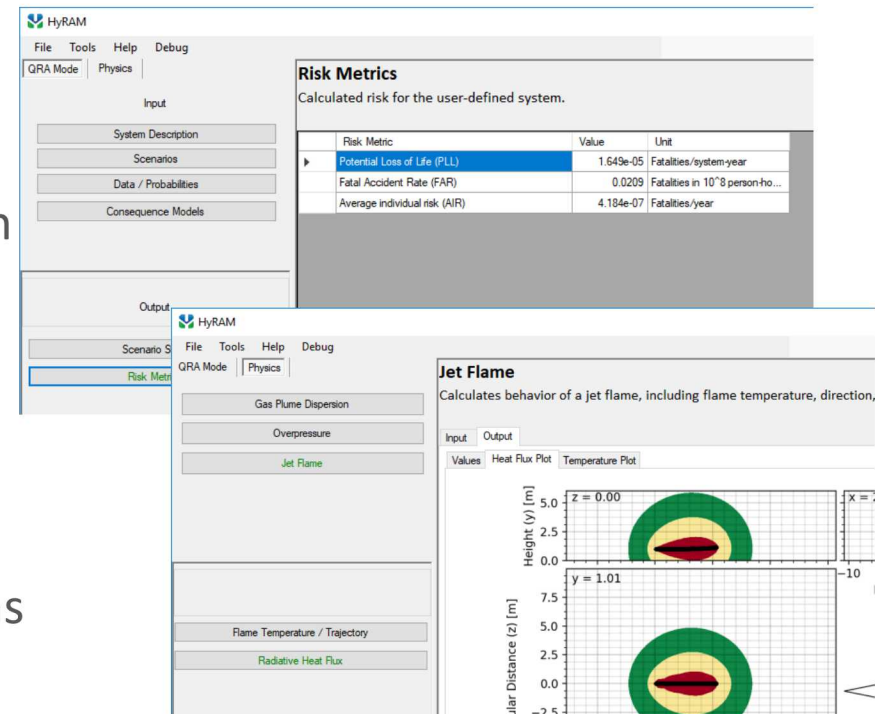 HyRAM
File Tools Help Debug
QRA Mode Physics
Input
System Description
Scenarios
Data / Probabilities
Consequence Models
Output
Scenario S
Risk Metri
Risk Metrics
Calculated risk for the user-defined system.
Risk Metric Value Unit
Potential Loss of Life (PLL) 1.649e-05 Fatalities/system-year
Fatal Accident Rate (FAR) 0.0209 Fatalities in 10^8 person-ho...
Average individual risk (AIR) 4.184e-07 Fatalities/year
n
s
HyRAM
File Tools Help Debug
QRA Mode Physics
Gas Plume Dispersion
Overpressure
Jet Flame
Flame Temperature / Trajectory
Radiative Heat Flux
Jet Flame
Calculates behavior of a jet flame, including flame temperature, direction,
Input Output
Values Heat Flux Plot Temperature Plot
Height (y) [m]
5.0
2.5
0.0
z = 0.00
x = 2
-10
ular Distance (z) [m]
7.5
5.0
2.5
0.0
−2.5
y = 1.01